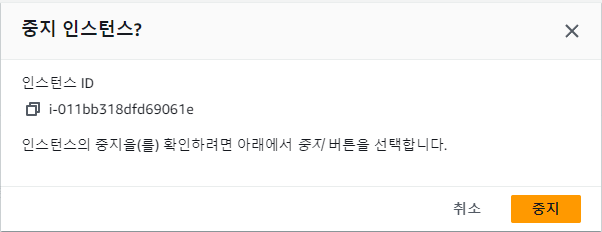 중지 인스턴스?
인스턴스 ID
i-011bb318dfd69061e
인스턴스의 중지을(를) 확인하려면 아래에서 중지 버튼을 선택합니다.
취소 중지